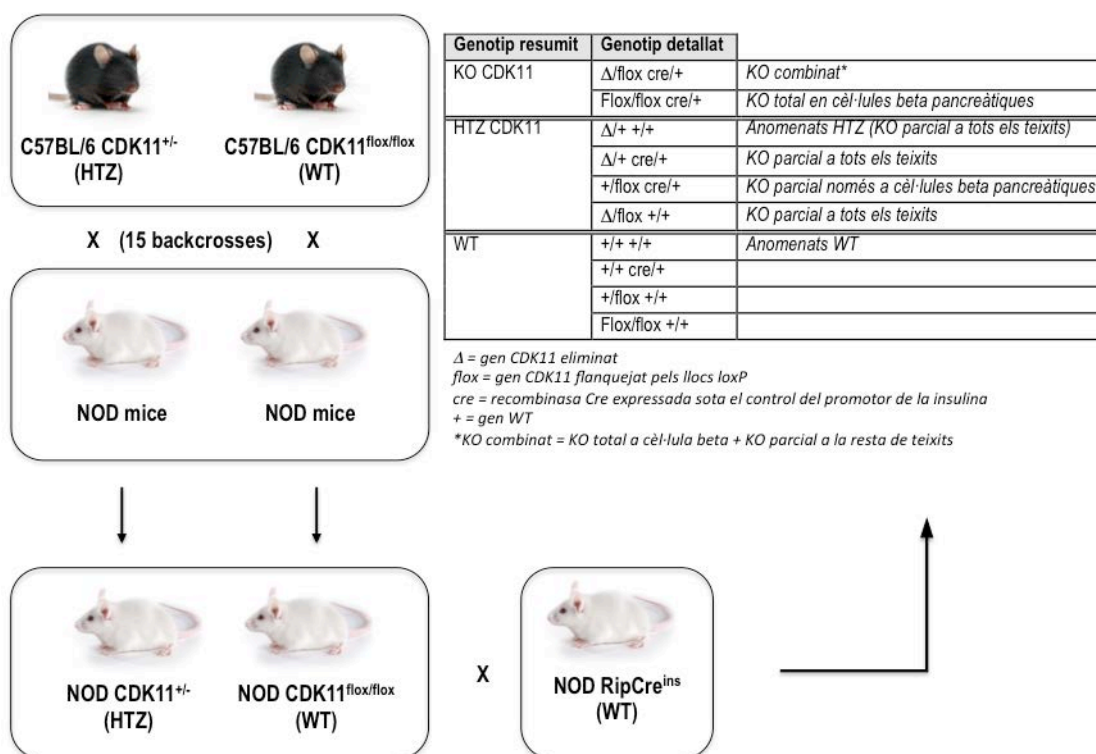 C57BL/6 CDK11+/-
(HTZ)
C57BL/6 CDK11flox/flox
(WT)
X (15 backcrosses) X
NOD mice
NOD mice
NOD CDK11+/-
(HTZ)
NOD CDK11flox/flox
(WT)
X
NOD RipCreins
(WT)
Genotip resumit Genotip detallat
KO CDK11 Δ/flox cre/+ KO combinat*
Flox/flox cre/+ KO total en cèl·lules beta pancreàtiques
HTZ CDK11 Δ/+ +/+ Anomenats HTZ (KO parcial a tots els teixits)
Δ/+ cre/+ KO parcial a tots els teixits
+/flox cre/+ KO parcial només a cèl·lules beta pancreàtiques
Δ/flox +/+ KO parcial a tots els teixits
WT +/+ +/+ Anomenats WT
+/+ cre/+
+/flox +/+
Flox/flox +/+
Δ = gen CDK11 eliminat
flox = gen CDK11 flanquejat pels llocs loxP
cre = recombinasa Cre expressada sota el control del promotor de la insulina
+ = gen WT
*KO combinat = KO total a cèl·lula beta + KO parcial a la resta de teixits